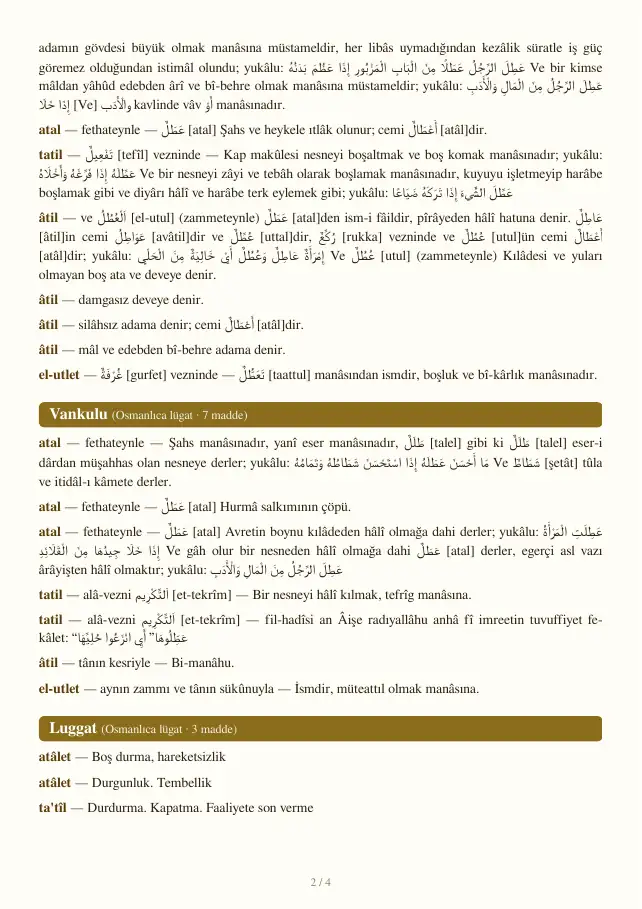 adamın gövdesi büyük olmak manâsına müstameldir, her libâs uymadığından kezâlik süratle iş güç
göremez olduğundan istimâl olundu; yukâlu: عَطِلَ الرَّجُلُ عَطَلًا مِنَ الْبَابِ الْمَزْبُورِ إِذَا عَظُمَ بَدَنُهُ Ve bir kimse
mâldan yâhûd edebden ârî ve bî-behre olmak manâsına müstameldir; yukâlu: عَطِلَ الرَّجُلُ مِنَ الْمَالِ وَالْأَدَبِ
إِذَا خَلَا [Ve] والْأَدَبِ kavlinde vâv أَوْ manâsınadır.
atal — fethateynle — عَطَلٌ [atal] Şahs ve heykele ıtlâk olunur; cemi أَعْطَالٌ [atâl]dir.
tatil — تَفْعِيلٌ [tefîl] vezninde — Kap makûlesi nesneyi boşaltmak ve boş komak manâsınadır; yukâlu:
عَطَّلَهُ إِذَا فَرَّغَهُ وَأَخْلَاهُ Ve bir nesneyi zâyi ve tebâh olarak boşlamak manâsınadır, kuyuyu işletmeyip harâbe
boşlamak gibi ve diyârı hâlî ve harâbe terk eylemek gibi; yukâlu: عَطَّلَ الشَّيْءَ إِذَا تَرَكَهُ ضَيَاعًا
âtil — ve اَلْعُطُلُ [el-utul] (zammeteynle) عَطَلٌ [atal]den ism-i fâildir, pîrâyeden hâlî hatuna denir. عَاطِلٌ
[âtil]in cemi عَوَاطِلُ [avâtil]dir ve عُطَّلٌ [uttal]dir, رُكَّعٌ [rukka] vezninde ve عُطُلٌ [utul]ün cemi أَعْطَالٌ
[atâl]dir; yukâlu: إِمْرَأَةٌ عَاطِلٌ وَعُطُلٌ أَيْ خَالِيَةٌ مِنَ الْحَلْيِ Ve عُطُلٌ [utul] (zammeteynle) Kılâdesi ve yuları
olmayan boş ata ve deveye denir.
âtil — damgasız deveye denir.
âtil — silâhsız adama denir; cemi أَعْطَالٌ [atâl]dir.
âtil — mâl ve edebden bî-behre adama denir.
el-utlet — غُرْفَةٌ [gurfet] vezninde — تَعَطُّلٌ [taattul] manâsından ismdir, boşluk ve bî-kârlık manâsınadır.
Vankulu (Osmanlıca lügat · 7 madde)
atal — fethateynle — Şahs manâsınadır, yanî eser manâsınadır, طَلَلٌ [talel] gibi ki طَلَلٌ [talel] eser-i
dârdan müşahhas olan nesneye derler; yukâlu: مَا أَحْسَنَ عَطَلَهُ إِذَا اسْتَحْسَنَ شَطَاطُهُ وَتَمَامُهُ Ve شَطَاطٌ [şetât] tûla
ve itidâl-ı kâmete derler.
atal — fethateynle — عَطَلٌ [atal] Hurmâ salkımının çöpü.
atal — fethateynle — عَطَلٌ [atal] Avretin boynu kılâdeden hâlî olmağa dahi derler; yukâlu: عَطِلَتِ الْمَرْأَةُ
إِذَا خَلَا جِيدُهَا مِنَ الْقَلَائِدِ Ve gâh olur bir nesneden hâlî olmağa dahi عَطَلٌ [atal] derler, egerçi asl vazı
ârâyişten hâlî olmaktır; yukâlu: عَطِلَ الرَّجُلُ مِنَ الْمَالِ وَالْأَدَبِ
tatil — alâ-vezni اَلتَّكْرِيم [et-tekrîm] — Bir nesneyi hâlî kılmak, tefrîg manâsına.
tatil — alâ-vezni اَلتَّكْرِيم [et-tekrîm] — fil-hadîsi an Âişe radıyallâhu anhâ fî imreetin tuvuffiyet fe-
kâlet: “عَطِّلُوهَا” أَيِ انْزَعُوا حُلِيَّهَا
âtil — tânın kesriyle — Bi-manâhu.
el-utlet — aynın zammı ve tânın sükûnuyla — İsmdir, müteattıl olmak manâsına.
Luggat (Osmanlıca lügat · 3 madde)
atâlet — Boş durma, hareketsizlik
atâlet — Durgunluk. Tembellik
ta'tîl — Durdurma. Kapatma. Faaliyete son verme
2 / 4